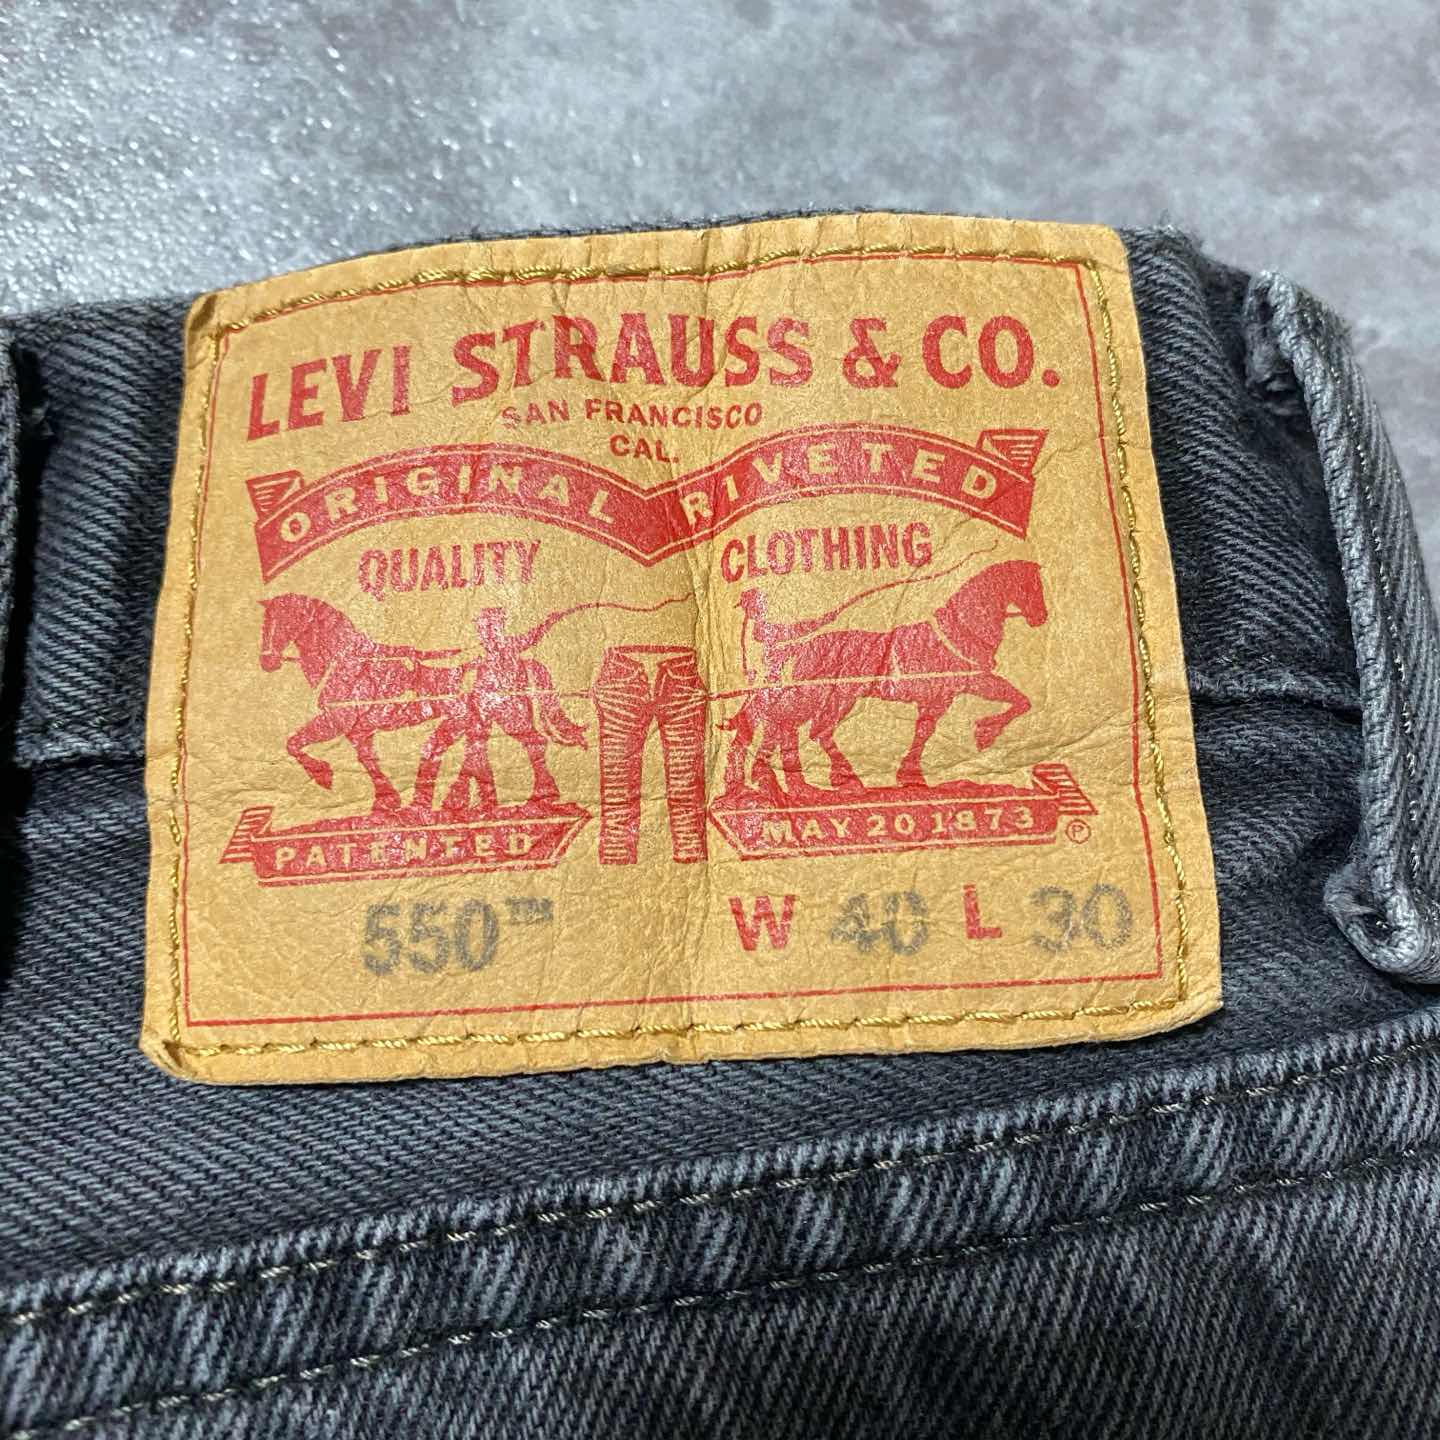 LEVI STRAUSS & CO.
SAN FRANCISCO
CAL.
ORIGINAL RIVETED
QUALITY CLOTHING
PATENTED MAY 20 1873 Ⓟ
550™ W 40 L 30